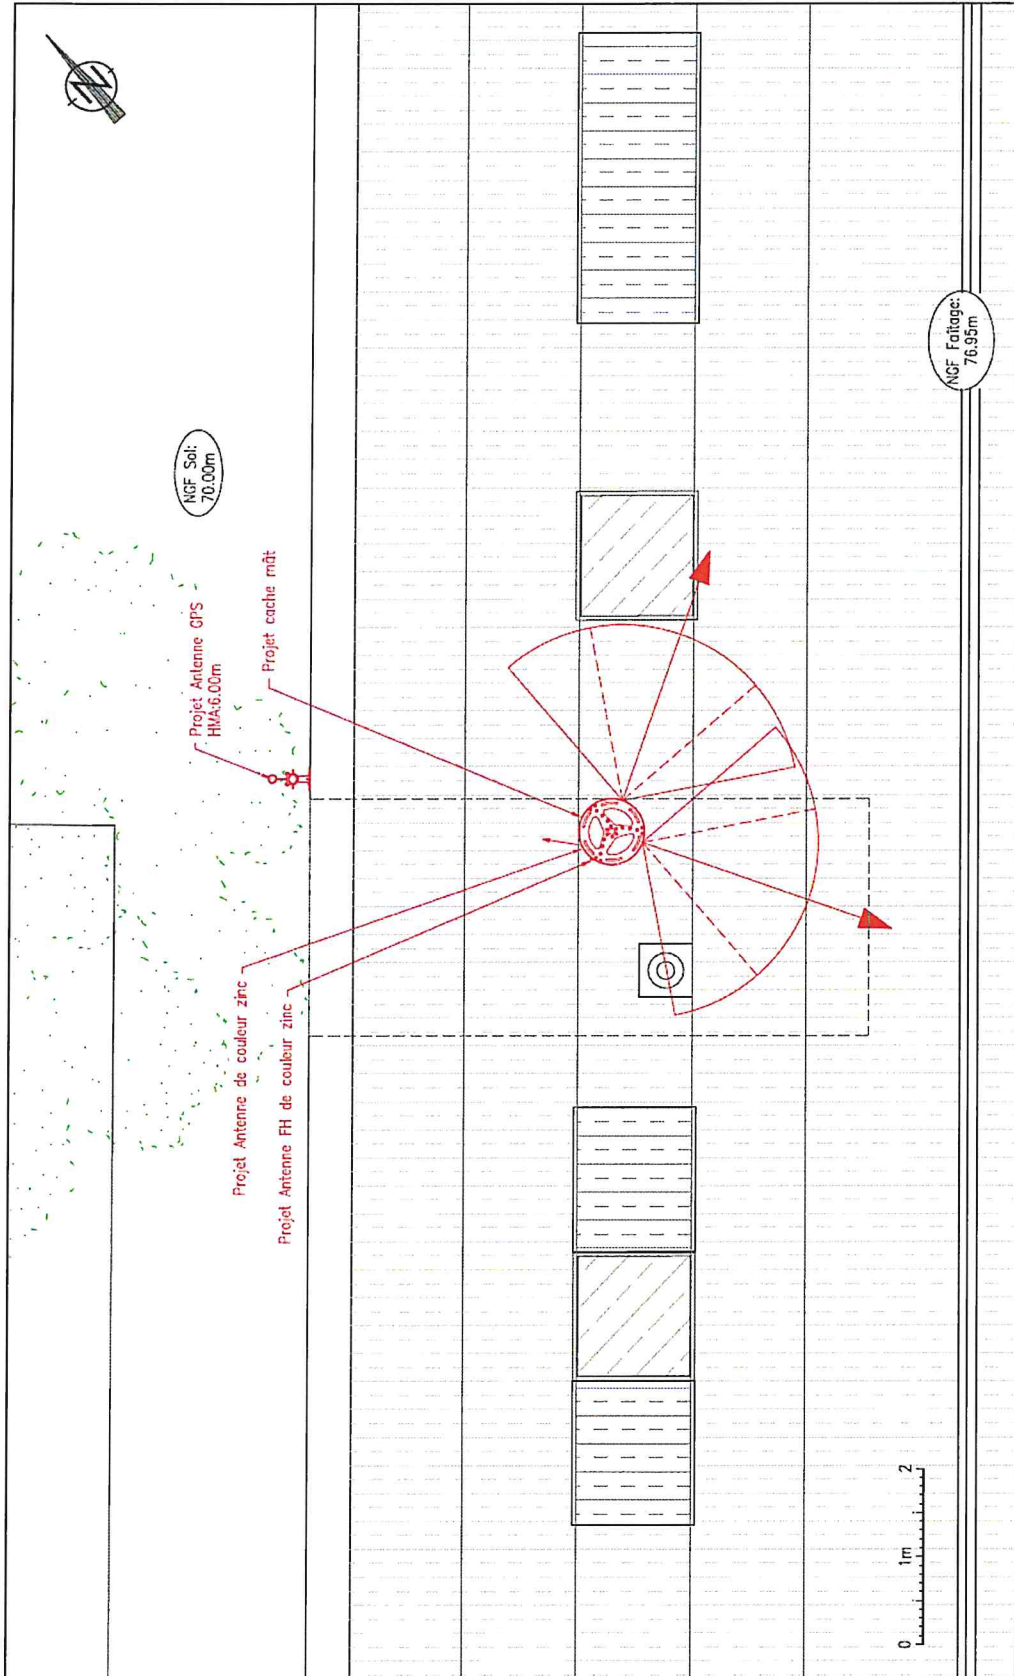 N
NGF Sol:
70.00m
NGF Faîtage:
76.95m
Projet Antenne GPS
HMA:6.00m
Projet cache mât
Projet Antenne de couleur zinc
Projet Antenne FH de couleur zinc
0 1m 2